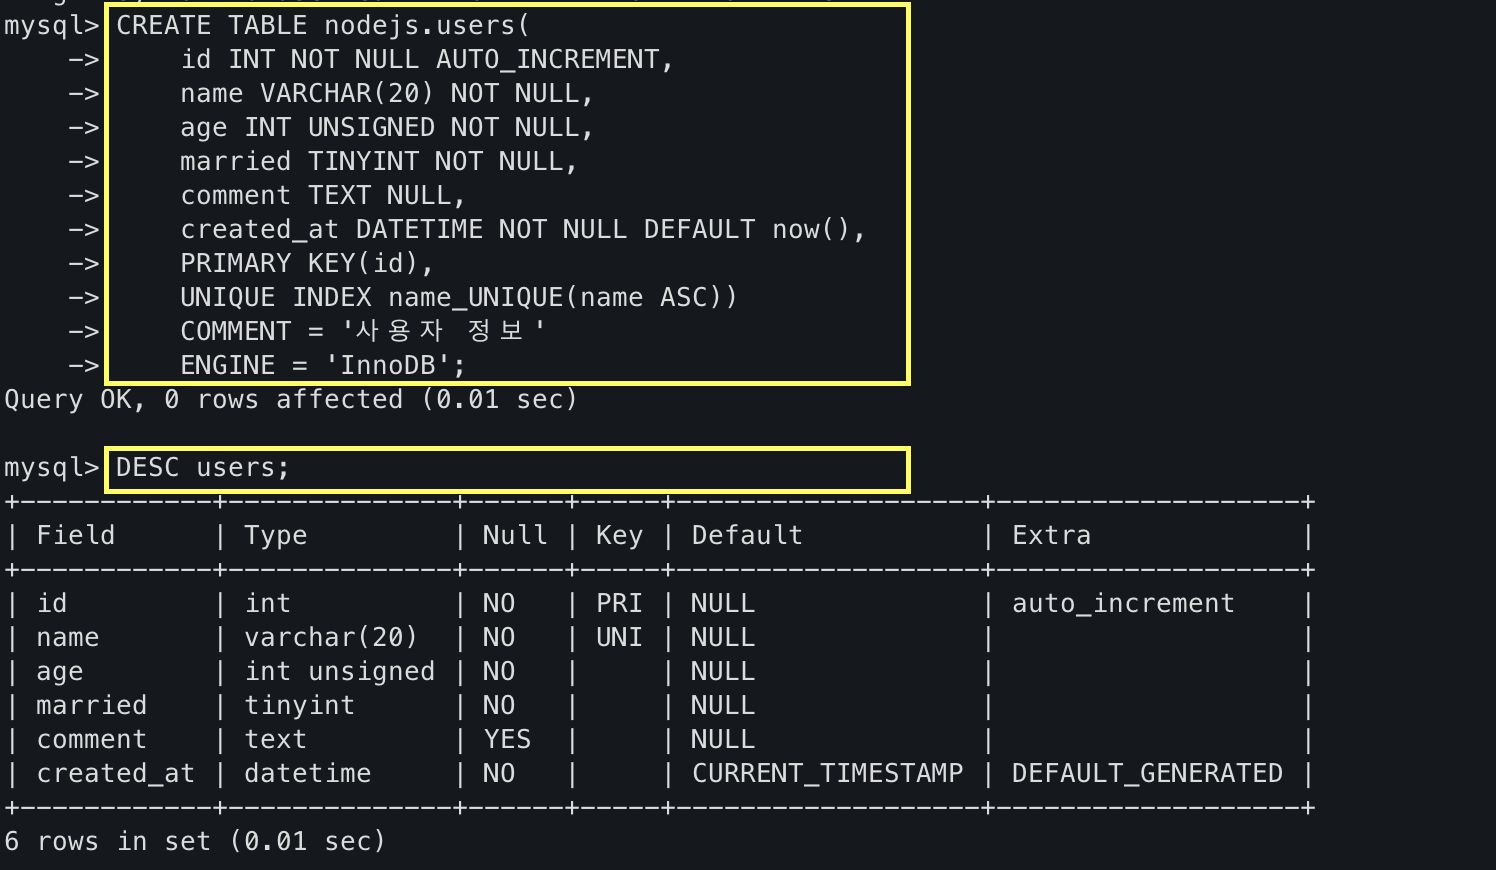 mysql> CREATE TABLE nodejs.users(
    -> id INT NOT NULL AUTO_INCREMENT,
    -> name VARCHAR(20) NOT NULL,
    -> age INT UNSIGNED NOT NULL,
    -> married TINYINT NOT NULL,
    -> comment TEXT NULL,
    -> created_at DATETIME NOT NULL DEFAULT now(),
    -> PRIMARY KEY(id),
    -> UNIQUE INDEX name_UNIQUE(name ASC))
    -> COMMENT = '사용자 정보'
    -> ENGINE = 'InnoDB';
Query OK, 0 rows affected (0.01 sec)
mysql> DESC users;
+------------+--------------+------+-----+-------------------+-------------------+
| Field      | Type         | Null | Key | Default           | Extra             |
+------------+--------------+------+-----+-------------------+-------------------+
| id         | int          | NO   | PRI | NULL              | auto_increment    |
| name       | varchar(20)  | NO   | UNI | NULL              |                   |
| age        | int unsigned | NO   |     | NULL              |                   |
| married    | tinyint      | NO   |     | NULL              |                   |
| comment    | text         | YES  |     | NULL              |                   |
| created_at | datetime     | NO   |     | CURRENT_TIMESTAMP | DEFAULT_GENERATED |
+------------+--------------+------+-----+-------------------+-------------------+
6 rows in set (0.01 sec)